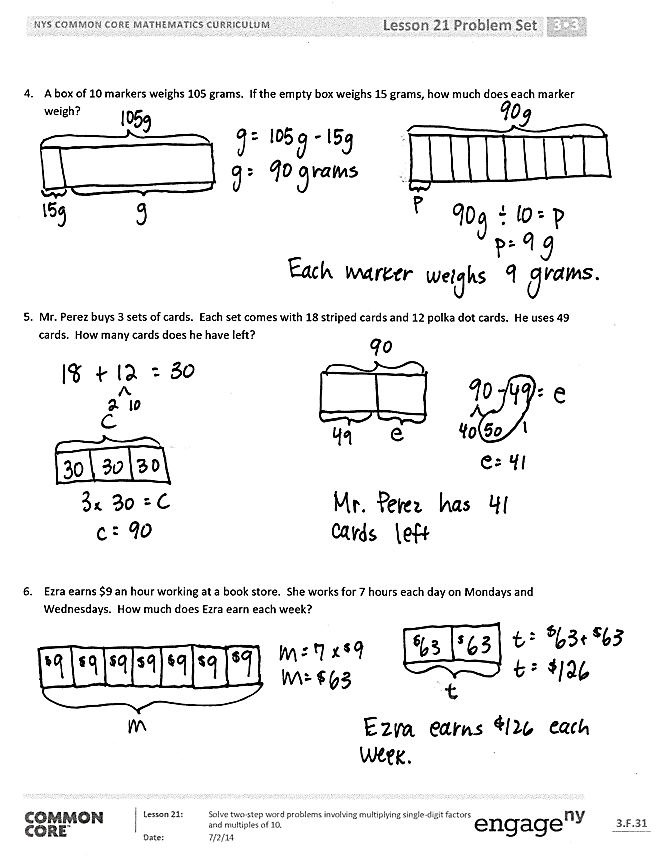 NYS COMMON CORE MATHEMATICS CURRICULUM
Lesson 21 Problem Set 3•3
4. A box of 10 markers weighs 105 grams. If the empty box weighs 15 grams, how much does each marker
weigh?
105g
15g g
g = 105g - 15g
g = 90 grams
90g
P
90g ÷ 10 = p
p = 9 g
Each marker weighs 9 grams.
5. Mr. Perez buys 3 sets of cards. Each set comes with 18 striped cards and 12 polka dot cards. He uses 49
cards. How many cards does he have left?
18 + 12 = 30
2 10
C
30 30 30
3 x 30 = C
c = 90
90
49 e
90 - 49 = e
40 50 1
e = 41
Mr. Perez has 41
cards left
6. Ezra earns $9 an hour working at a book store. She works for 7 hours each day on Mondays and
Wednesdays. How much does Ezra earn each week?
$9 $9 $9 $9 $9 $9 $9
m
m = 7 x $9
m = $63
$63 $63
t
t = $63 + $63
t = $126
Ezra earns $126 each
week.
COMMON
CORE™
Lesson 21: Solve two-step word problems involving multiplying single-digit factors
and multiples of 10.
Date: 7/2/14
engage ny
3.F.31